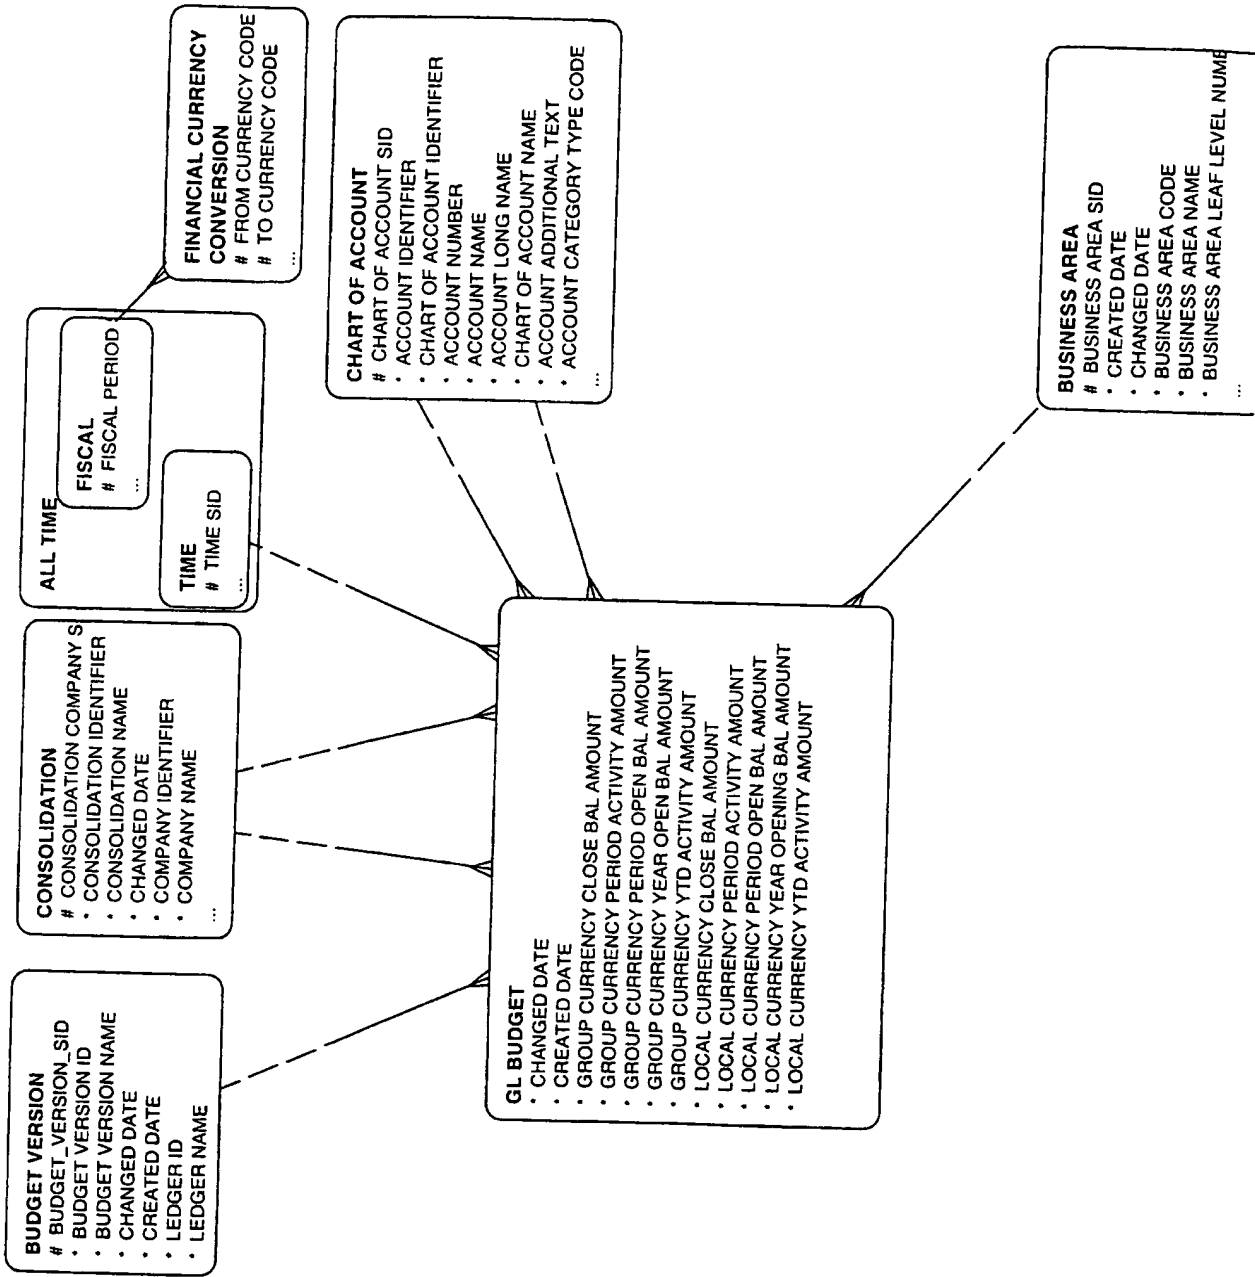 BUDGET VERSION
# BUDGET_VERSION_SID
• BUDGET VERSION ID
• BUDGET VERSION NAME
• CHANGED DATE
• CREATED DATE
• LEDGER ID
• LEDGER NAME
CONSOLIDATION
# CONSOLIDATION COMPANY S
• CONSOLIDATION IDENTIFIER
• CONSOLIDATION NAME
• CHANGED DATE
• COMPANY IDENTIFIER
• COMPANY NAME
...
ALL TIME
FISCAL
# FISCAL PERIOD
...
TIME
# TIME SID
...
FINANCIAL CURRENCY
CONVERSION
# FROM CURRENCY CODE
# TO CURRENCY CODE
...
CHART OF ACCOUNT
# CHART OF ACCOUNT SID
• ACCOUNT IDENTIFIER
• CHART OF ACCOUNT IDENTIFIER
• ACCOUNT NUMBER
• ACCOUNT NAME
• ACCOUNT LONG NAME
• CHART OF ACCOUNT NAME
• ACCOUNT ADDITIONAL TEXT
• ACCOUNT CATEGORY TYPE CODE
...
GL BUDGET
• CHANGED DATE
• CREATED DATE
• GROUP CURRENCY CLOSE BAL AMOUNT
• GROUP CURRENCY PERIOD ACTIVITY AMOUNT
• GROUP CURRENCY PERIOD OPEN BAL AMOUNT
• GROUP CURRENCY YEAR OPEN BAL AMOUNT
• GROUP CURRENCY YTD ACTIVITY AMOUNT
• LOCAL CURRENCY CLOSE BAL AMOUNT
• LOCAL CURRENCY PERIOD ACTIVITY AMOUNT
• LOCAL CURRENCY PERIOD OPEN BAL AMOUNT
• LOCAL CURRENCY YEAR OPENING BAL AMOUNT
• LOCAL CURRENCY YTD ACTIVITY AMOUNT
BUSINESS AREA
# BUSINESS AREA SID
• CREATED DATE
• CHANGED DATE
• BUSINESS AREA CODE
• BUSINESS AREA NAME
• BUSINESS AREA LEAF LEVEL NUMB
...